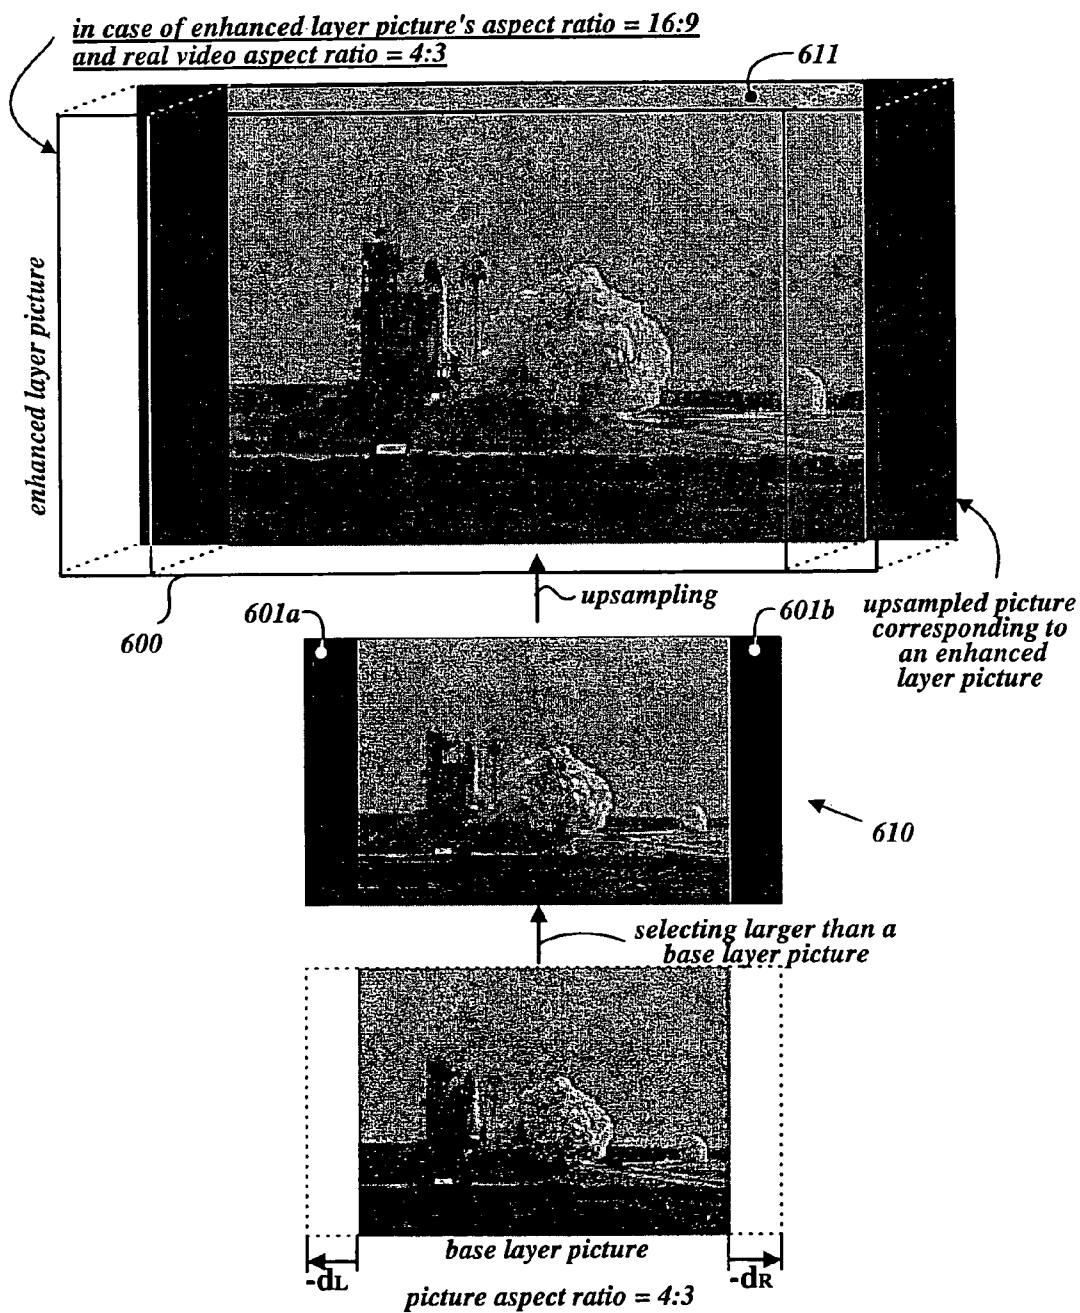 in case of enhanced layer picture's aspect ratio = 16:9
and real video aspect ratio = 4:3
611
enhanced layer picture
600
upsampling
601a
601b
upsampled picture
corresponding to
an enhanced
layer picture
610
selecting larger than a
base layer picture
base layer picture
-dL
-dR
picture aspect ratio = 4:3